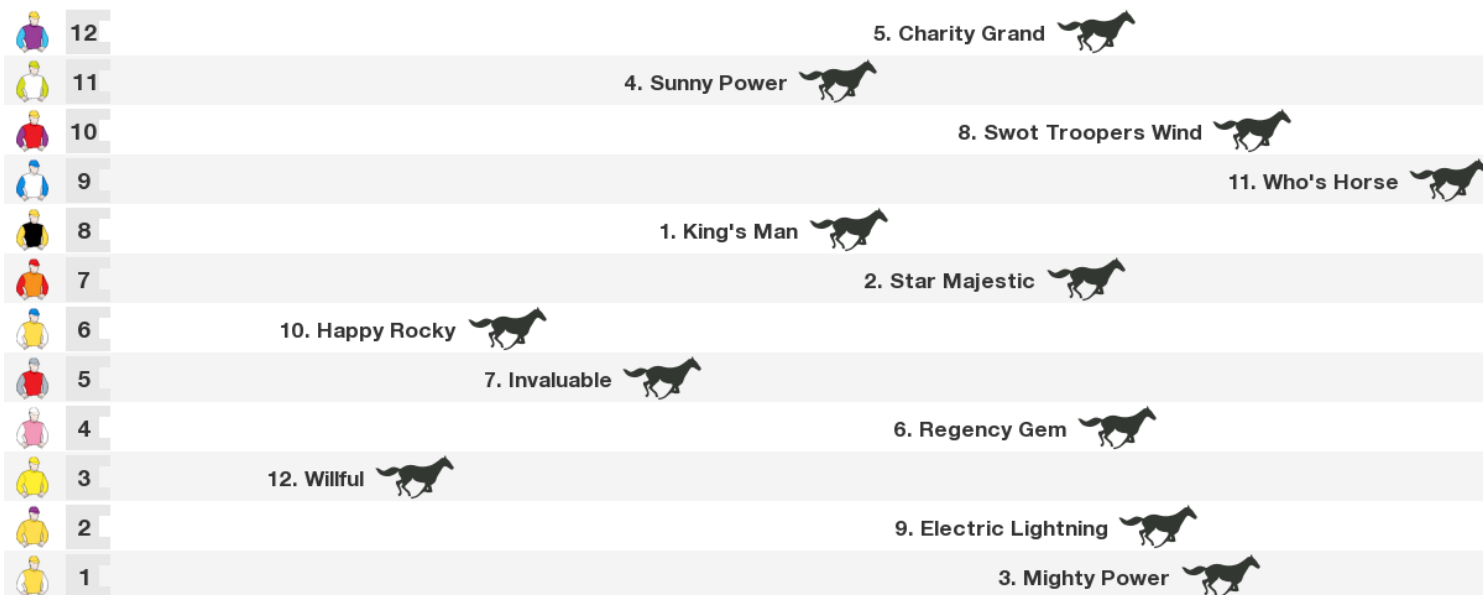 12 5. Charity Grand
11 4. Sunny Power
10 8. Swot Troopers Wind
9 11. Who's Horse
8 1. King's Man
7 2. Star Majestic
6 10. Happy Rocky
5 7. Invaluable
4 6. Regency Gem
3 12. Willful
2 9. Electric Lightning
1 3. Mighty Power